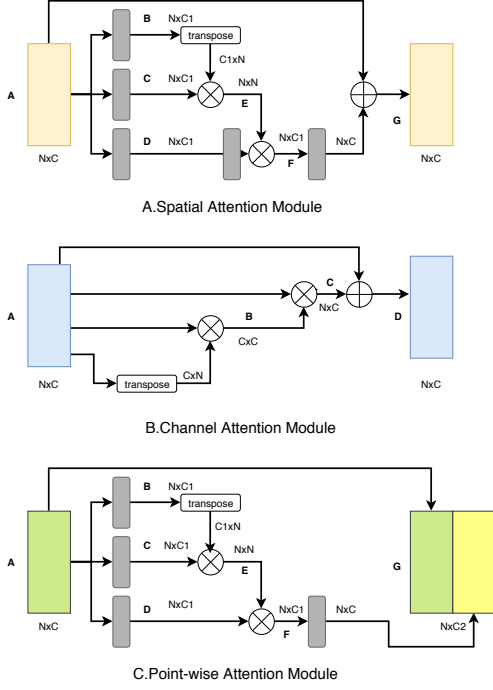 B NxC1
transpose
C1xN
A C NxC1 NxN
E
D NxC1 NxC1 NxC
F
G
NxC NxC
A.Spatial Attention Module
C
A NxC
B D
CxC
CxN
transpose
NxC NxC
B.Channel Attention Module
B NxC1
transpose
C1xN
A C NxC1 NxN G
E
D NxC1 NxC1 NxC
F
NxC NxC2
C.Point-wise Attention Module